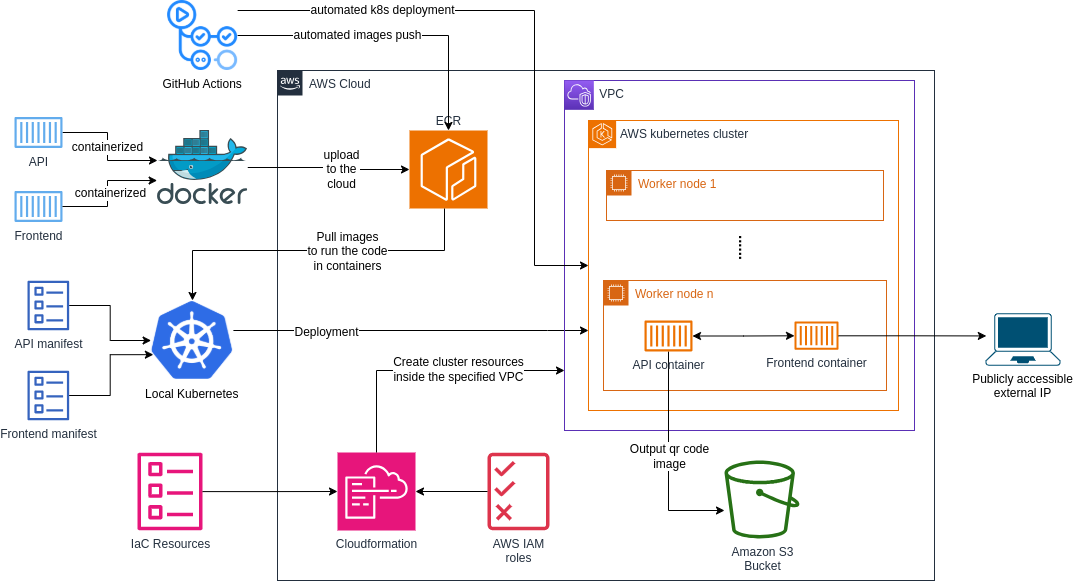 automated k8s deployment
automated images push
GitHub Actions
aws
AWS Cloud
VPC
ECR
AWS kubernetes cluster
API
containerized
docker
upload
to the
cloud
Worker node 1
containerized
Frontend
Pull images
to run the code
in containers
API manifest
Deployment
Worker node n
API container
Frontend container
Publicly accessible
external IP
Create cluster resources
inside the specified VPC
Local Kubernetes
Frontend manifest
Output qr code
image
IaC Resources
Cloudformation
AWS IAM
roles
Amazon S3
Bucket